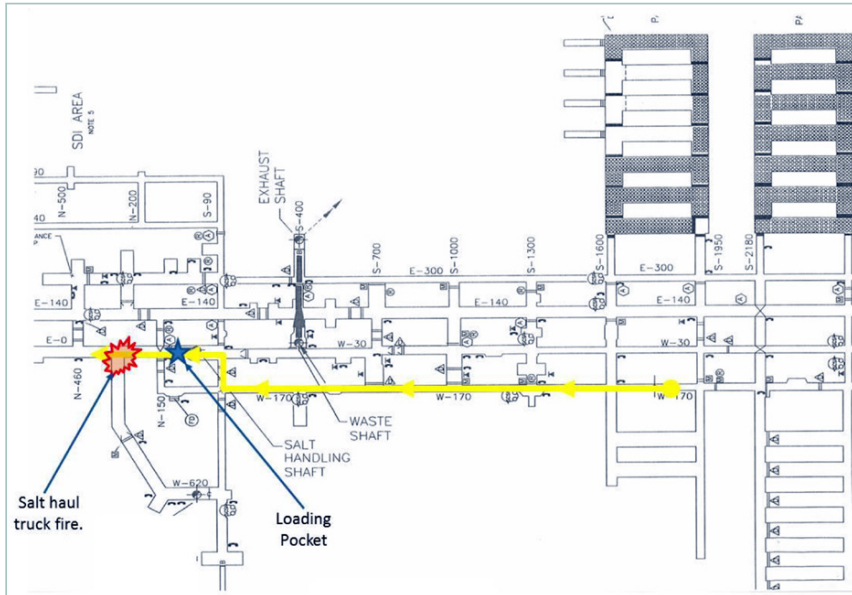 SDI AREA
NOTE 5
N-500
N-200
S-90
EXHAUST
SHAFT
S-400
S-700
S-1000
S-1300
S-1600
S-1950
S-2180
E-300
E-300
E-140
E-140
E-140
E-140
E-0
W-30
W-30
N-460
N-150
W-170
W-170
W-170
WASTE
SHAFT
SALT
HANDLING
SHAFT
W-620
Salt haul
truck fire.
Loading
Pocket